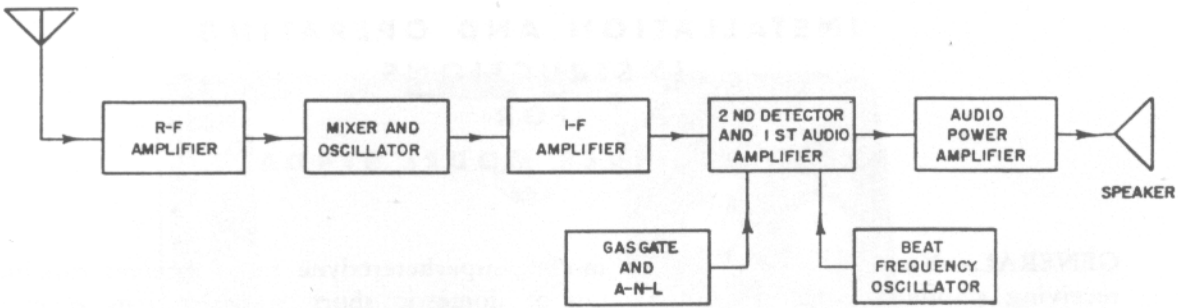 R-F
AMPLIFIER
MIXER AND
OSCILLATOR
I-F
AMPLIFIER
2 ND DETECTOR
AND 1 ST AUDIO
AMPLIFIER
AUDIO
POWER
AMPLIFIER
SPEAKER
GASGATE
AND
A-N-L
BEAT
FREQUENCY
OSCILLATOR
GENERAL